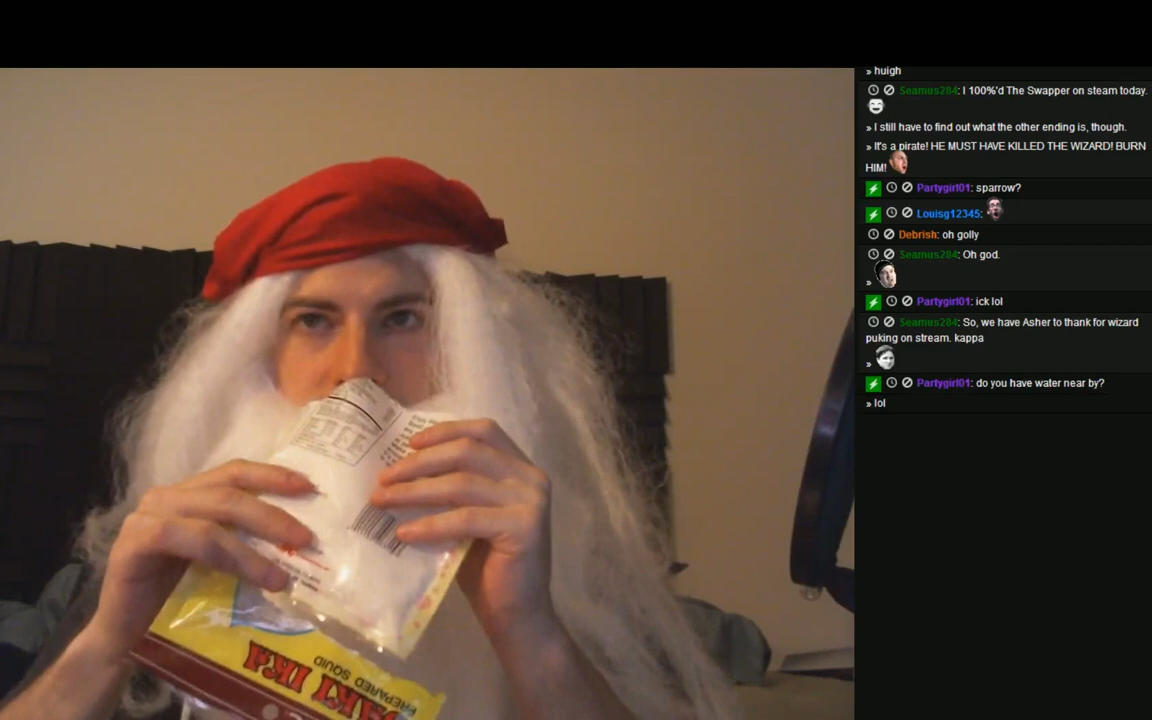 » huigh
Seamus284: I 100%'d The Swapper on steam today.
» I still have to find out what the other ending is, though.
» It's a pirate! HE MUST HAVE KILLED THE WIZARD! BURN
HIM!
Partygirl01: sparrow?
Louisg12345:
Debrish: oh golly
Seamus284: Oh god.
»
Partygirl01: ick lol
Seamus284: So, we have Asher to thank for wizard
puking on stream. kappa
»
Partygirl01: do you have water near by?
» lol
PREPARED SQUID
AKI IKA